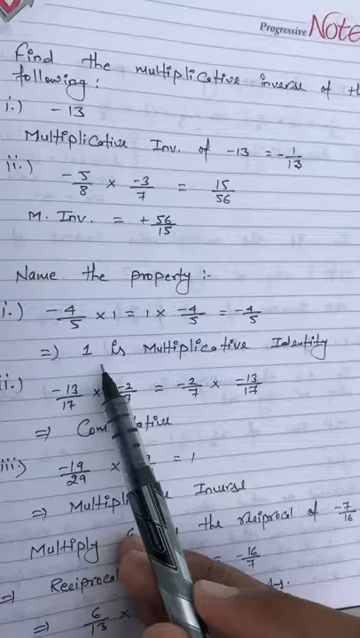 -13
Progressive Note
Find the multiplicative inverse of the
following:
i.) -13
Multiplicative Inv. of -13 = -1/13
ii.)
-5/8 × -3/7 = 15/56
M. Inv. = +56/15
Name the property :-
i.) -4/5 × 1 = 1 × -4/5 = -4/5
=) 1 is Multiplicative Identity
ii.) -13/17 × -2/7 = -2/7 × -13/17
⇒
iii.) -19/29 × = 1
⇒ Inverse
Multiply 6 the reciprocal of -7/16
⇒ = -16/7
⇒ 6/13 ×